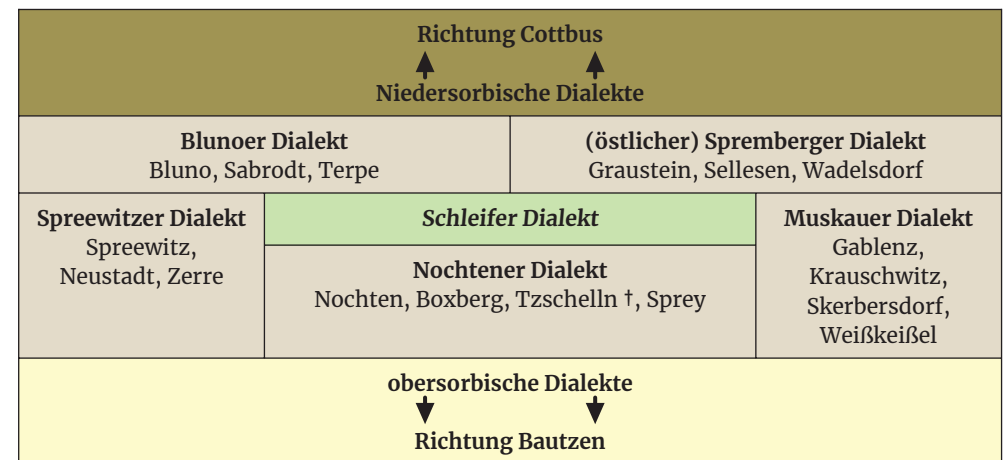 Richtung Cottbus
Niedersorbische Dialekte
Blunoer Dialekt
Bluno, Sabrodt, Terpe
(östlicher) Spremberger Dialekt
Graustein, Sellesen, Wadelsdorf
Spreewitzer Dialekt
Spreewitz,
Neustadt, Zerre
Schleifer Dialekt
Nochtener Dialekt
Nochten, Boxberg, Tzschelln †, Sprey
Muskauer Dialekt
Gablenz,
Krauschwitz,
Skerbersdorf,
Weißkeißel
obersorbische Dialekte
Richtung Bautzen